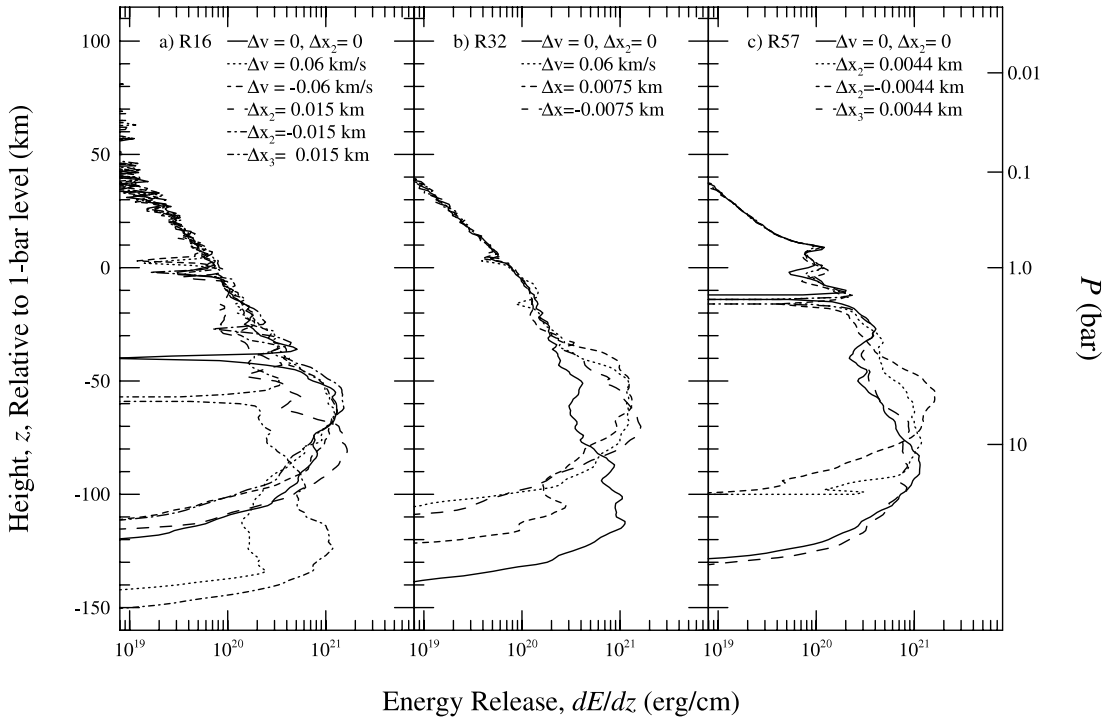 a) R16
Δv = 0, Δx₂= 0
Δv = 0.06 km/s
Δv = -0.06 km/s
Δx₂= 0.015 km
Δx₂=-0.015 km
Δx₃= 0.015 km
b) R32
Δv = 0, Δx₂= 0
Δv= 0.06 km/s
Δx= 0.0075 km
Δx=-0.0075 km
c) R57
Δv = 0, Δx₂= 0
Δx₂= 0.0044 km
Δx₂=-0.0044 km
Δx₃= 0.0044 km
Height, z, Relative to 1-bar level (km)
100
50
0
-50
-100
-150
0.01
0.1
1.0
10
P (bar)
10¹⁹ 10²⁰ 10²¹ 10¹⁹ 10²⁰ 10²¹ 10¹⁹ 10²⁰ 10²¹
Energy Release, dE/dz (erg/cm)